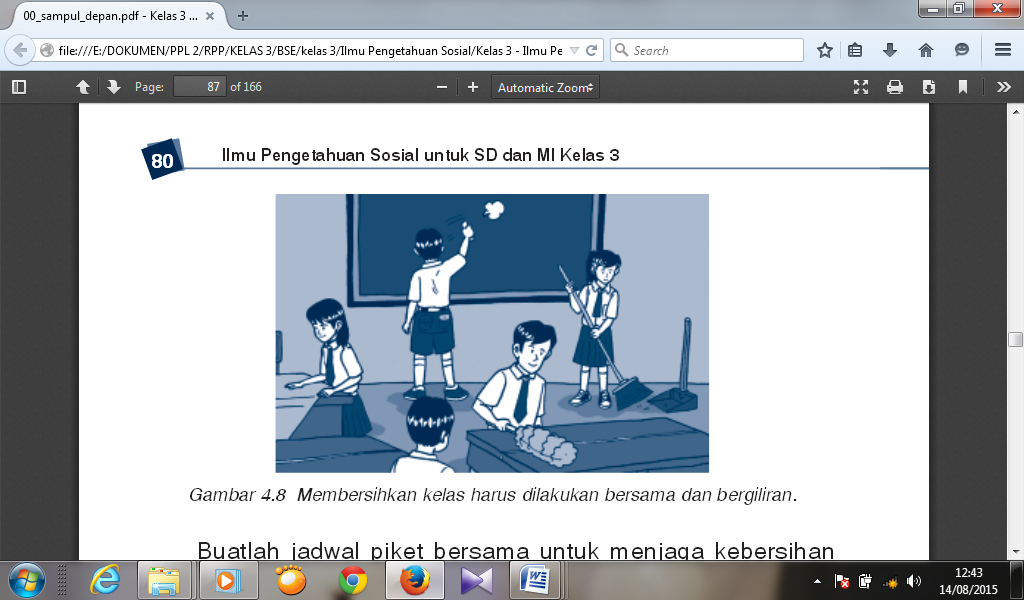 00_sampul_depan.pdf - Kelas 3 ...
file:///E:/DOKUMEN/PPL 2/RPP/KELAS 3/BSE/kelas 3/Ilmu Pengetahuan Sosial/Kelas 3 - Ilmu Pe
Search
Page: 87 of 166
Automatic Zoom
80 Ilmu Pengetahuan Sosial untuk SD dan MI Kelas 3
Gambar 4.8 Membersihkan kelas harus dilakukan bersama dan bergiliran.
Buatlah jadwal piket bersama untuk menjaga kebersihan
12:43
14/08/2015